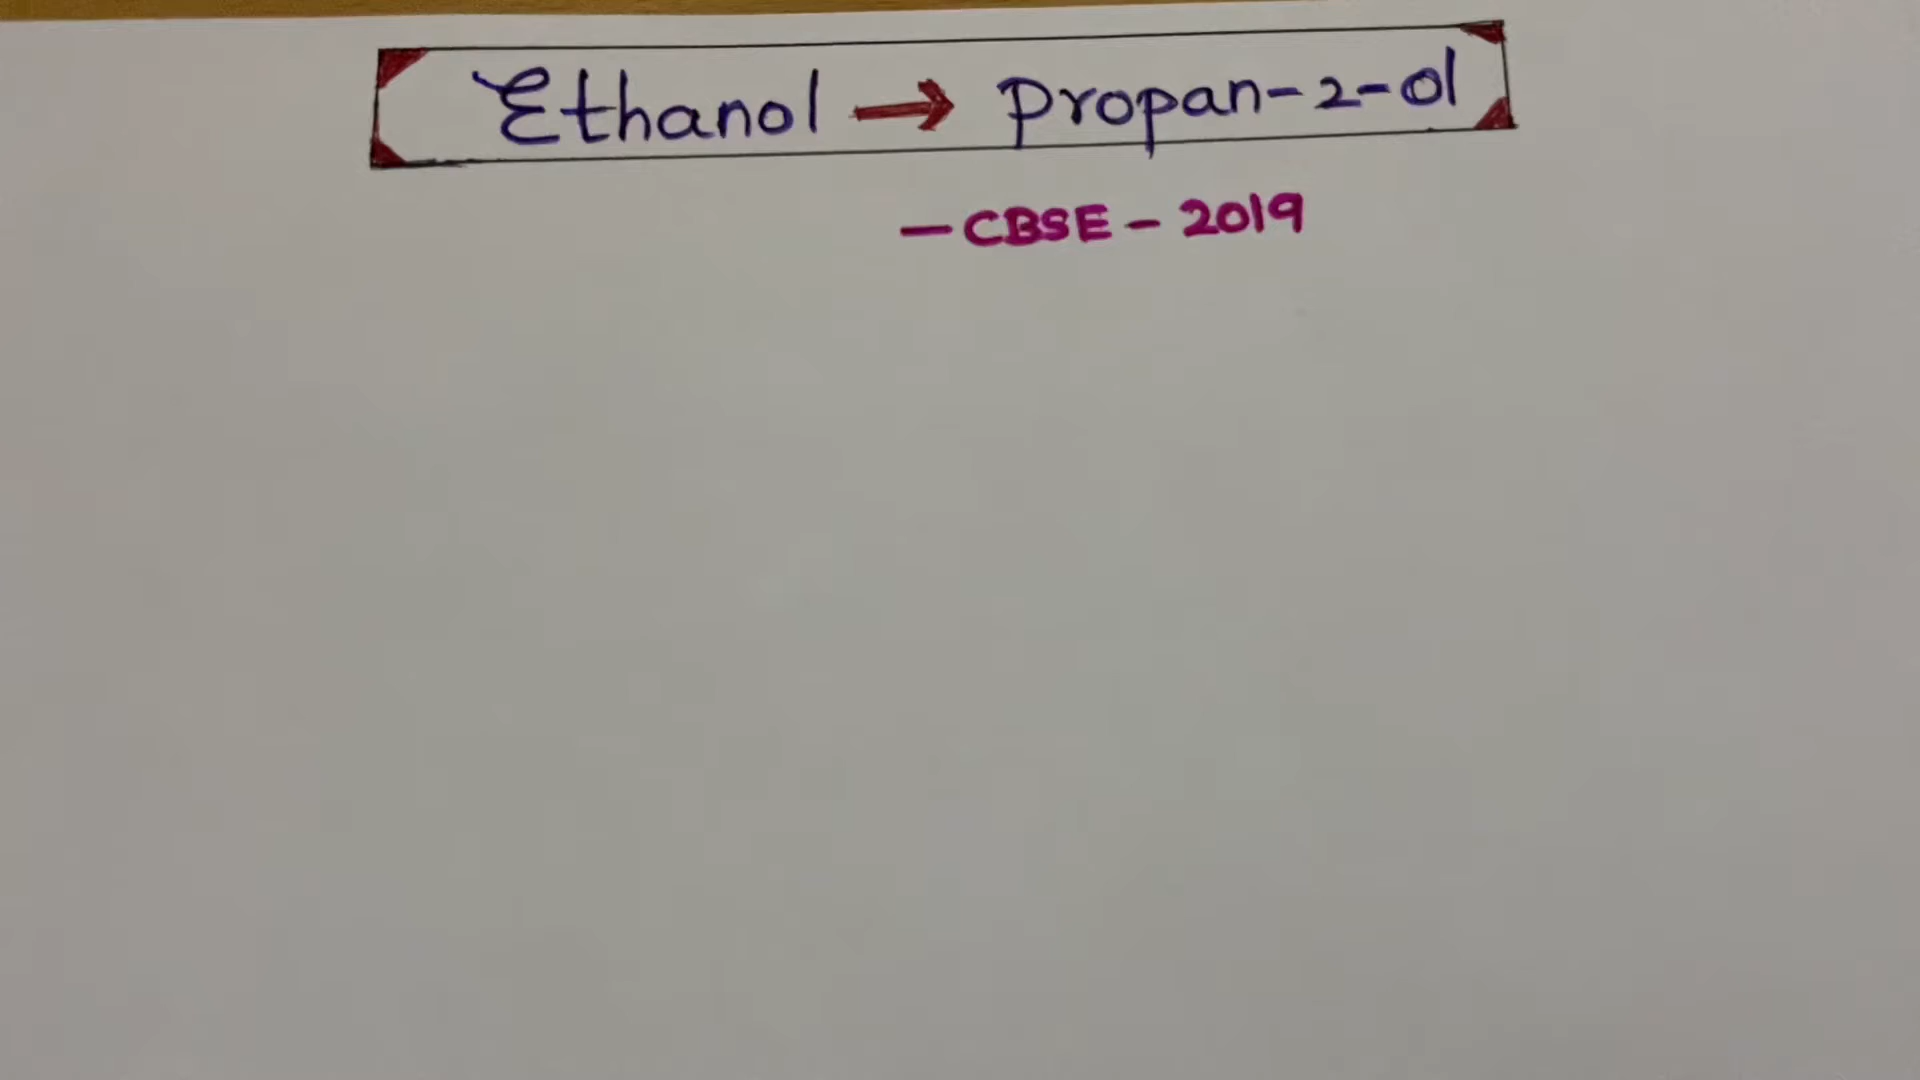 Ethanol → Propan-2-ol
- CBSE - 2019